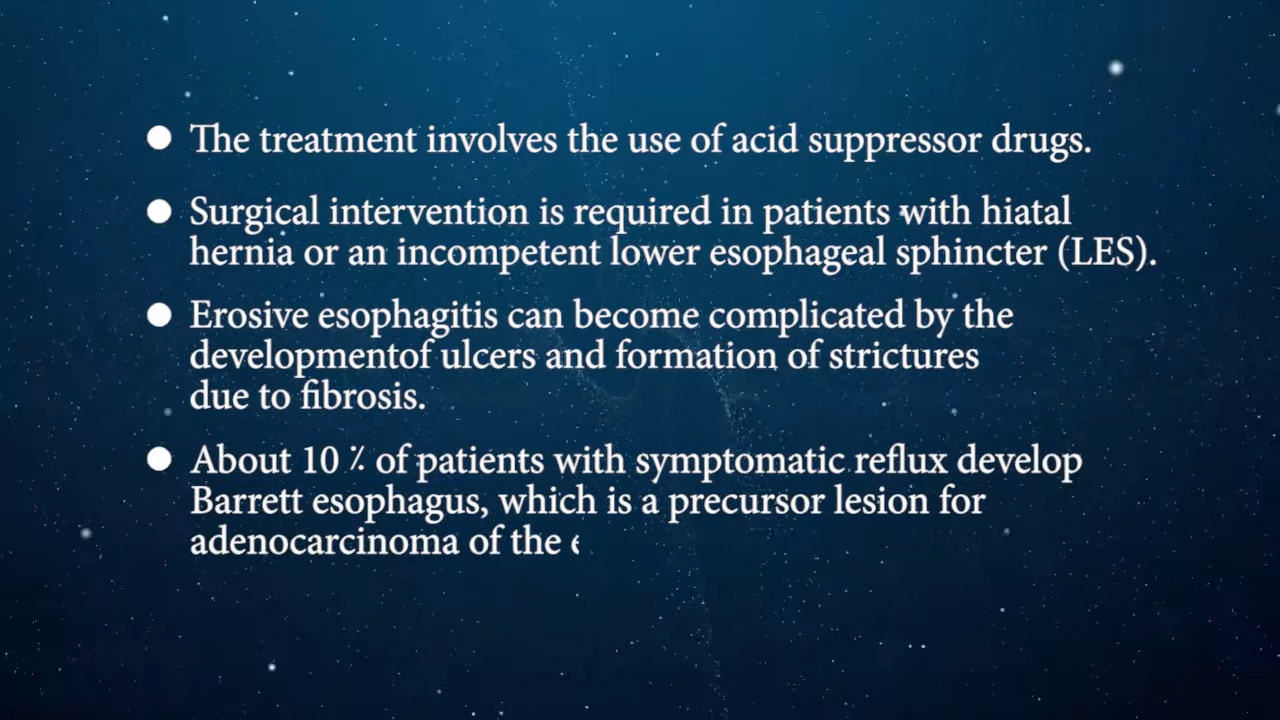 ● The treatment involves the use of acid suppressor drugs.
● Surgical intervention is required in patients with hiatal
hernia or an incompetent lower esophageal sphincter (LES).
● Erosive esophagitis can become complicated by the
developmentof ulcers and formation of strictures
due to fibrosis.
● About 10 % of patients with symptomatic reflux develop
Barrett esophagus, which is a precursor lesion for
adenocarcinoma of the